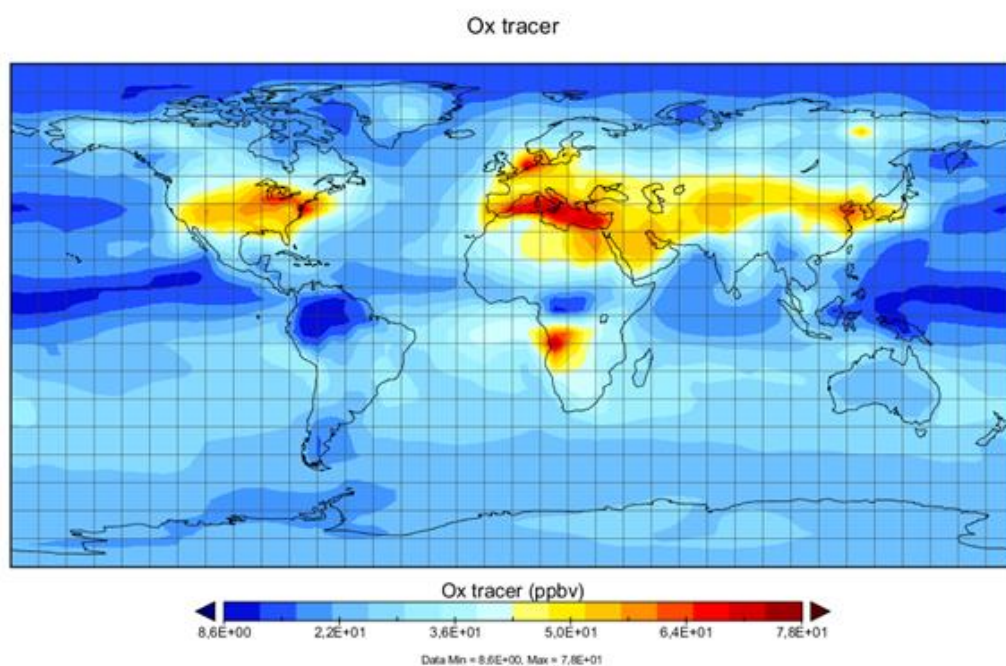 Ox tracer
Ox tracer (ppbv)
8,6E+00 2,2E+01 3,6E+01 5,0E+01 6,4E+01 7,8E+01
Data Min = 8,6E+00, Max = 7,8E+01